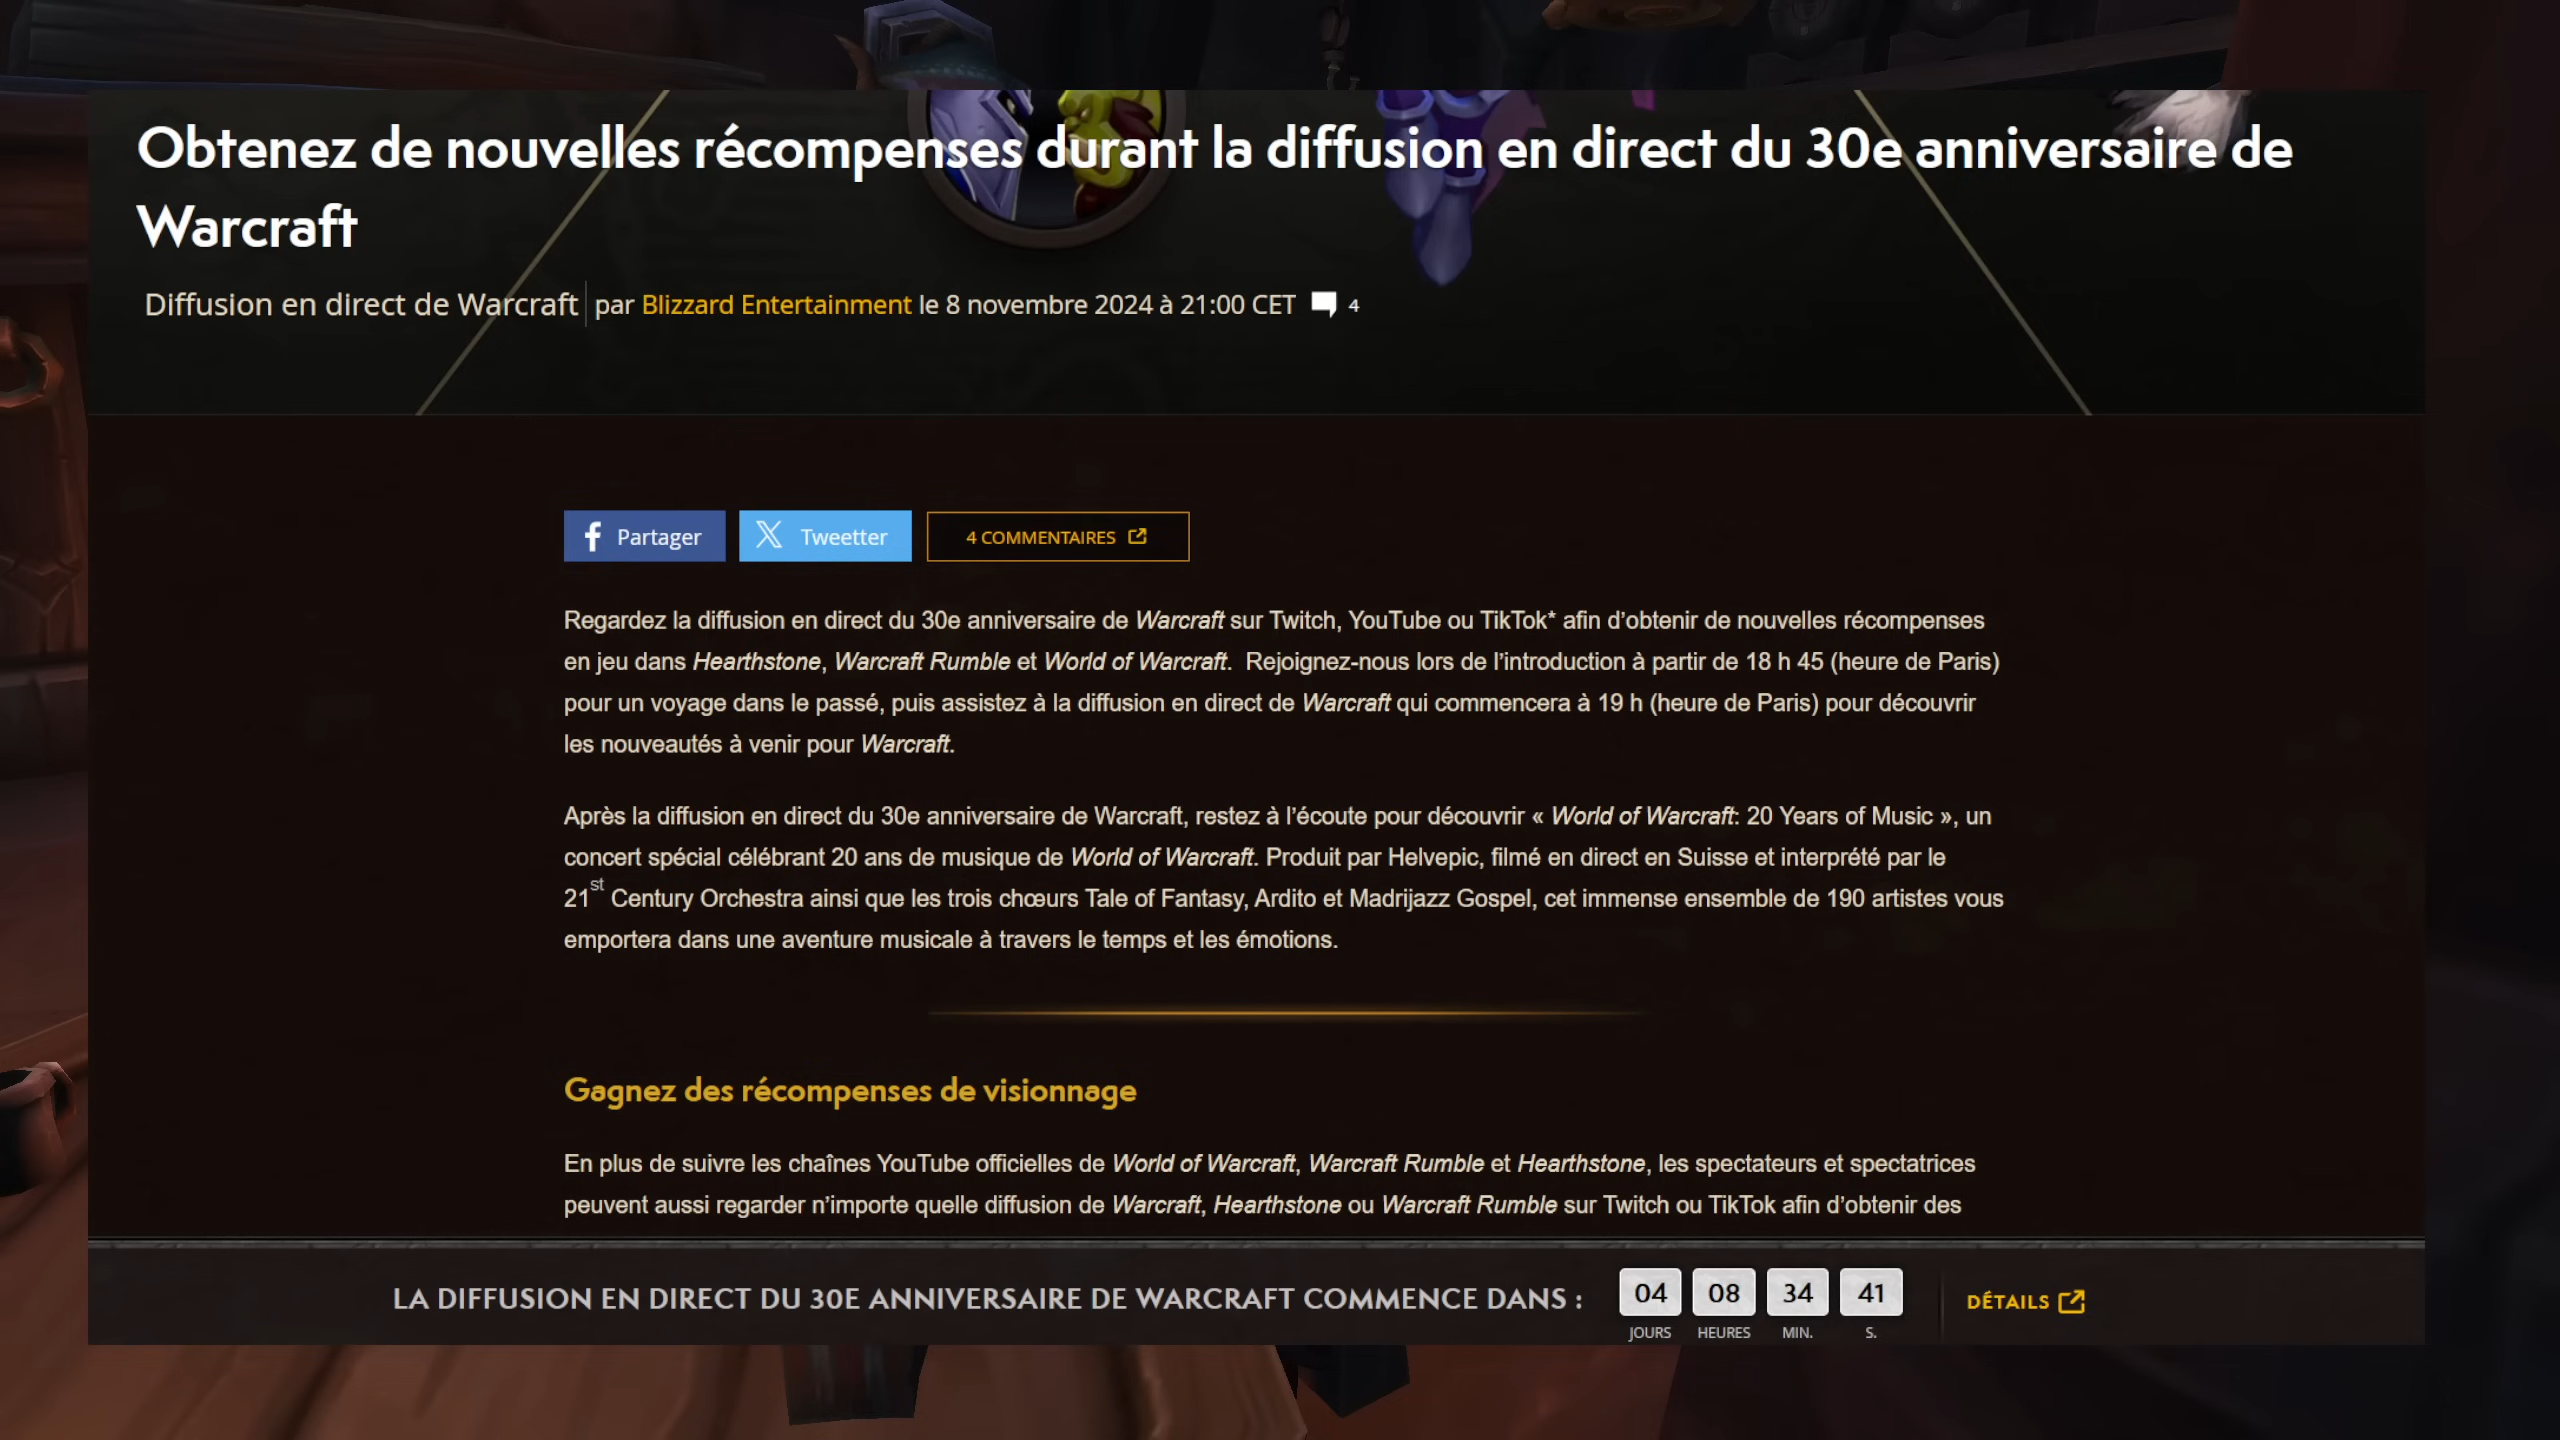 Obtenez de nouvelles récompenses durant la diffusion en direct du 30e anniversaire de
Warcraft
Diffusion en direct de Warcraft par Blizzard Entertainment le 8 novembre 2024 à 21:00 CET 4
Partager Tweetter 4 COMMENTAIRES
Regardez la diffusion en direct du 30e anniversaire de Warcraft sur Twitch, YouTube ou TikTok* afin d’obtenir de nouvelles récompenses
en jeu dans Hearthstone, Warcraft Rumble et World of Warcraft. Rejoignez-nous lors de l’introduction à partir de 18 h 45 (heure de Paris)
pour un voyage dans le passé, puis assistez à la diffusion en direct de Warcraft qui commencera à 19 h (heure de Paris) pour découvrir
les nouveautés à venir pour Warcraft.
Après la diffusion en direct du 30e anniversaire de Warcraft, restez à l’écoute pour découvrir « World of Warcraft: 20 Years of Music », un
concert spécial célébrant 20 ans de musique de World of Warcraft. Produit par Helvepic, filmé en direct en Suisse et interprété par le
21st Century Orchestra ainsi que les trois chœurs Tale of Fantasy, Ardito et Madrijazz Gospel, cet immense ensemble de 190 artistes vous
emportera dans une aventure musicale à travers le temps et les émotions.
Gagnez des récompenses de visionnage
En plus de suivre les chaînes YouTube officielles de World of Warcraft, Warcraft Rumble et Hearthstone, les spectateurs et spectatrices
peuvent aussi regarder n’importe quelle diffusion de Warcraft, Hearthstone ou Warcraft Rumble sur Twitch ou TikTok afin d’obtenir des
LA DIFFUSION EN DIRECT DU 30E ANNIVERSAIRE DE WARCRAFT COMMENCE DANS : 04 08 34 41 DÉTAILS
JOURS HEURES MIN. S.